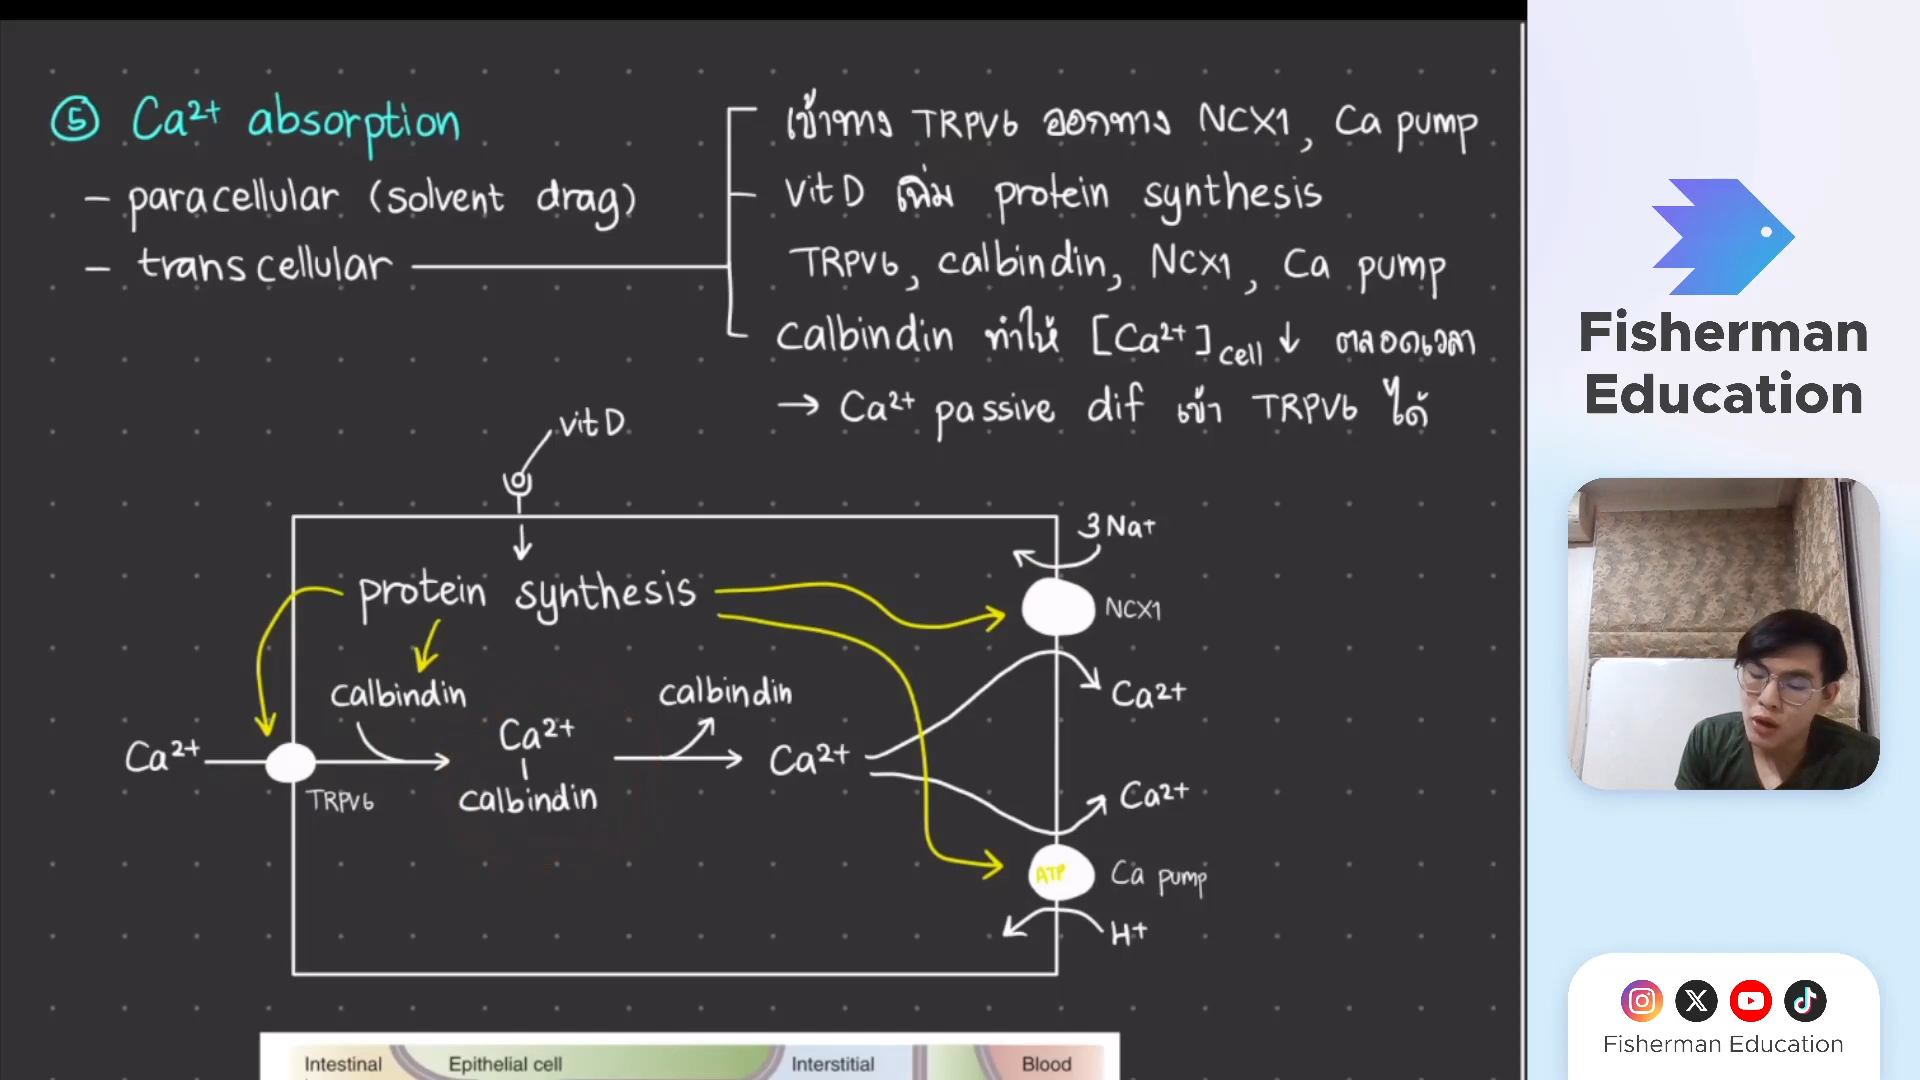 ⑤ Ca²⁺ absorption
- paracellular (solvent drag)
- transcellular
เข้าทาง TRPV6 ออกทาง NCX1, Ca pump
vit D เพิ่ม protein synthesis
TRPV6, calbindin, NCX1, Ca pump
calbindin ทำให้ [Ca²⁺]cell ↓ ตลอดเวลา
→ Ca²⁺ passive dif เข้า TRPV6 ได้
vit D
3 Na⁺
protein synthesis
NCX1
calbindin
calbindin
Ca²⁺
Ca²⁺
Ca²⁺
Ca²⁺
calbindin
TRPV6
Ca²⁺
ATP
Ca pump
H⁺
Intestinal
Epithelial cell
Interstitial
Blood
Fisherman
Education
Fisherman Education